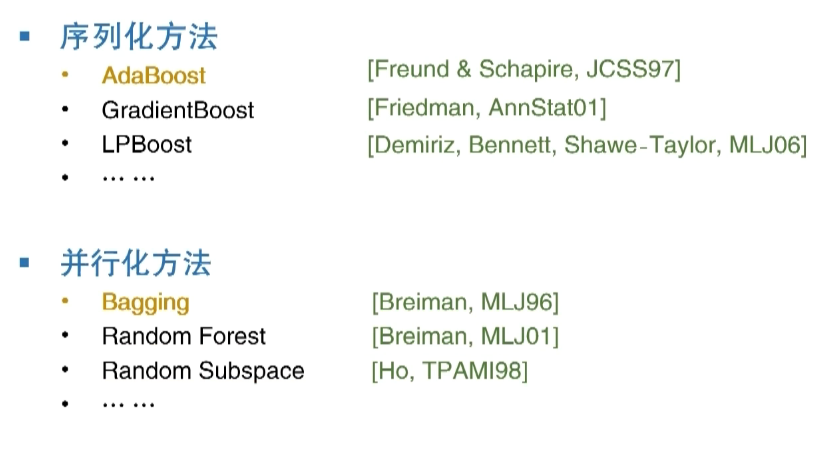 ▪ 序列化方法
• AdaBoost [Freund & Schapire, JCSS97]
• GradientBoost [Friedman, AnnStat01]
• LPBoost [Demiriz, Bennett, Shawe-Taylor, MLJ06]
• … …
▪ 并行化方法
• Bagging [Breiman, MLJ96]
• Random Forest [Breiman, MLJ01]
• Random Subspace [Ho, TPAMI98]
• … …